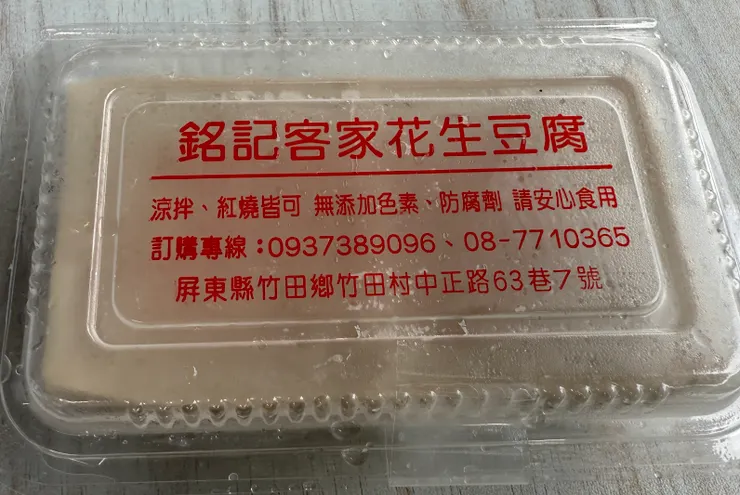 銘記客家花生豆腐
涼拌、紅燒皆可 無添加色素、防腐劑 請安心食用
訂購專線：0937389096、08-7710365
屏東縣竹田鄉竹田村中正路63巷7號